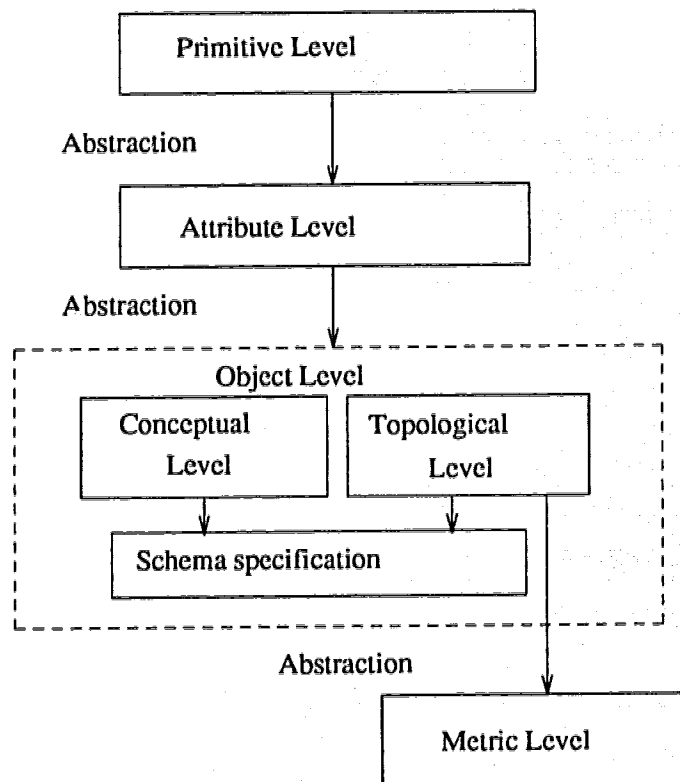 Primitive Level
Abstraction
Attribute Level
Abstraction
Object Level
Conceptual
Level
Topological
Level
Schema specification
Abstraction
Metric Level